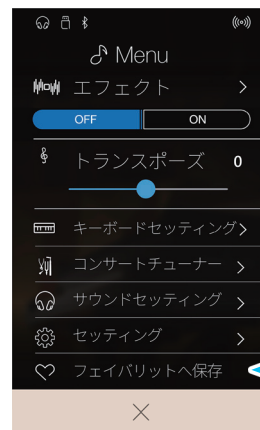 Menu
エフェクト
OFF ON
トランスポーズ 0
キーボードセッティング
コンサートチューナー
サウンドセッティング
セッティング
フェイバリットへ保存